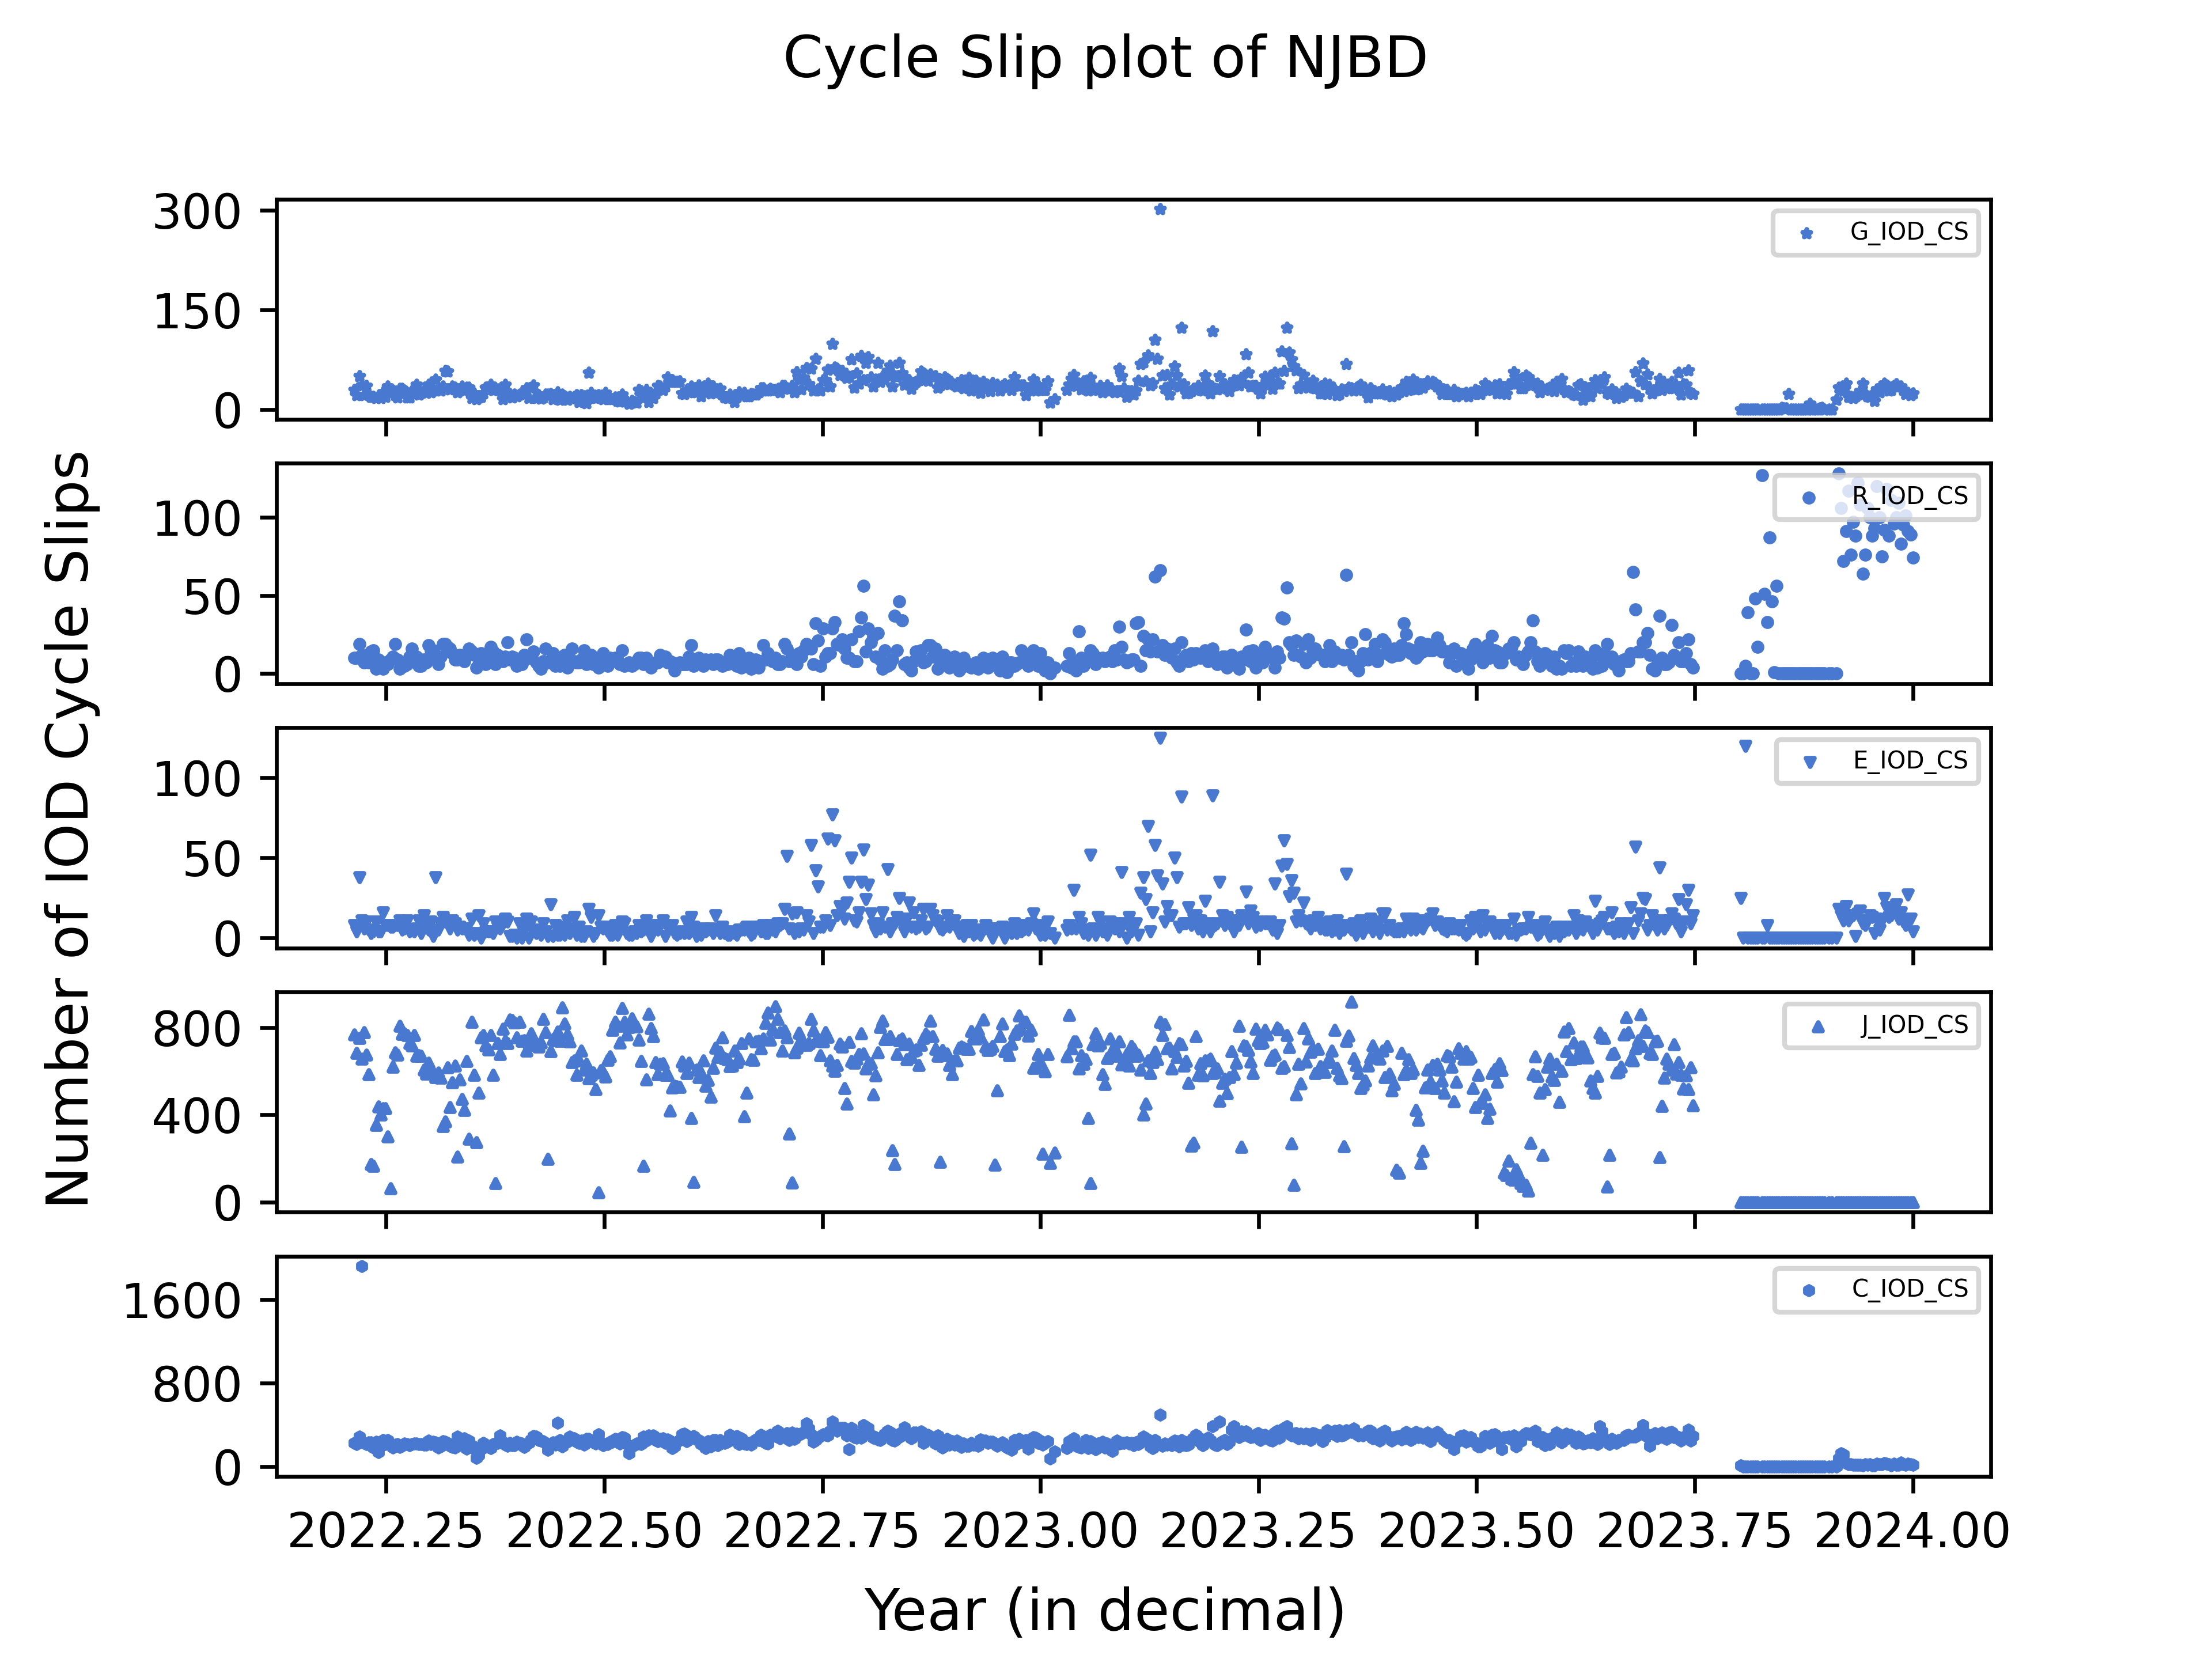 Cycle Slip plot of NJBD
Number of IOD Cycle Slips
300
150
0
G_IOD_CS
100
50
0
R_IOD_CS
100
50
0
E_IOD_CS
800
400
0
J_IOD_CS
1600
800
0
C_IOD_CS
2022.25 2022.50 2022.75 2023.00 2023.25 2023.50 2023.75 2024.00
Year (in decimal)